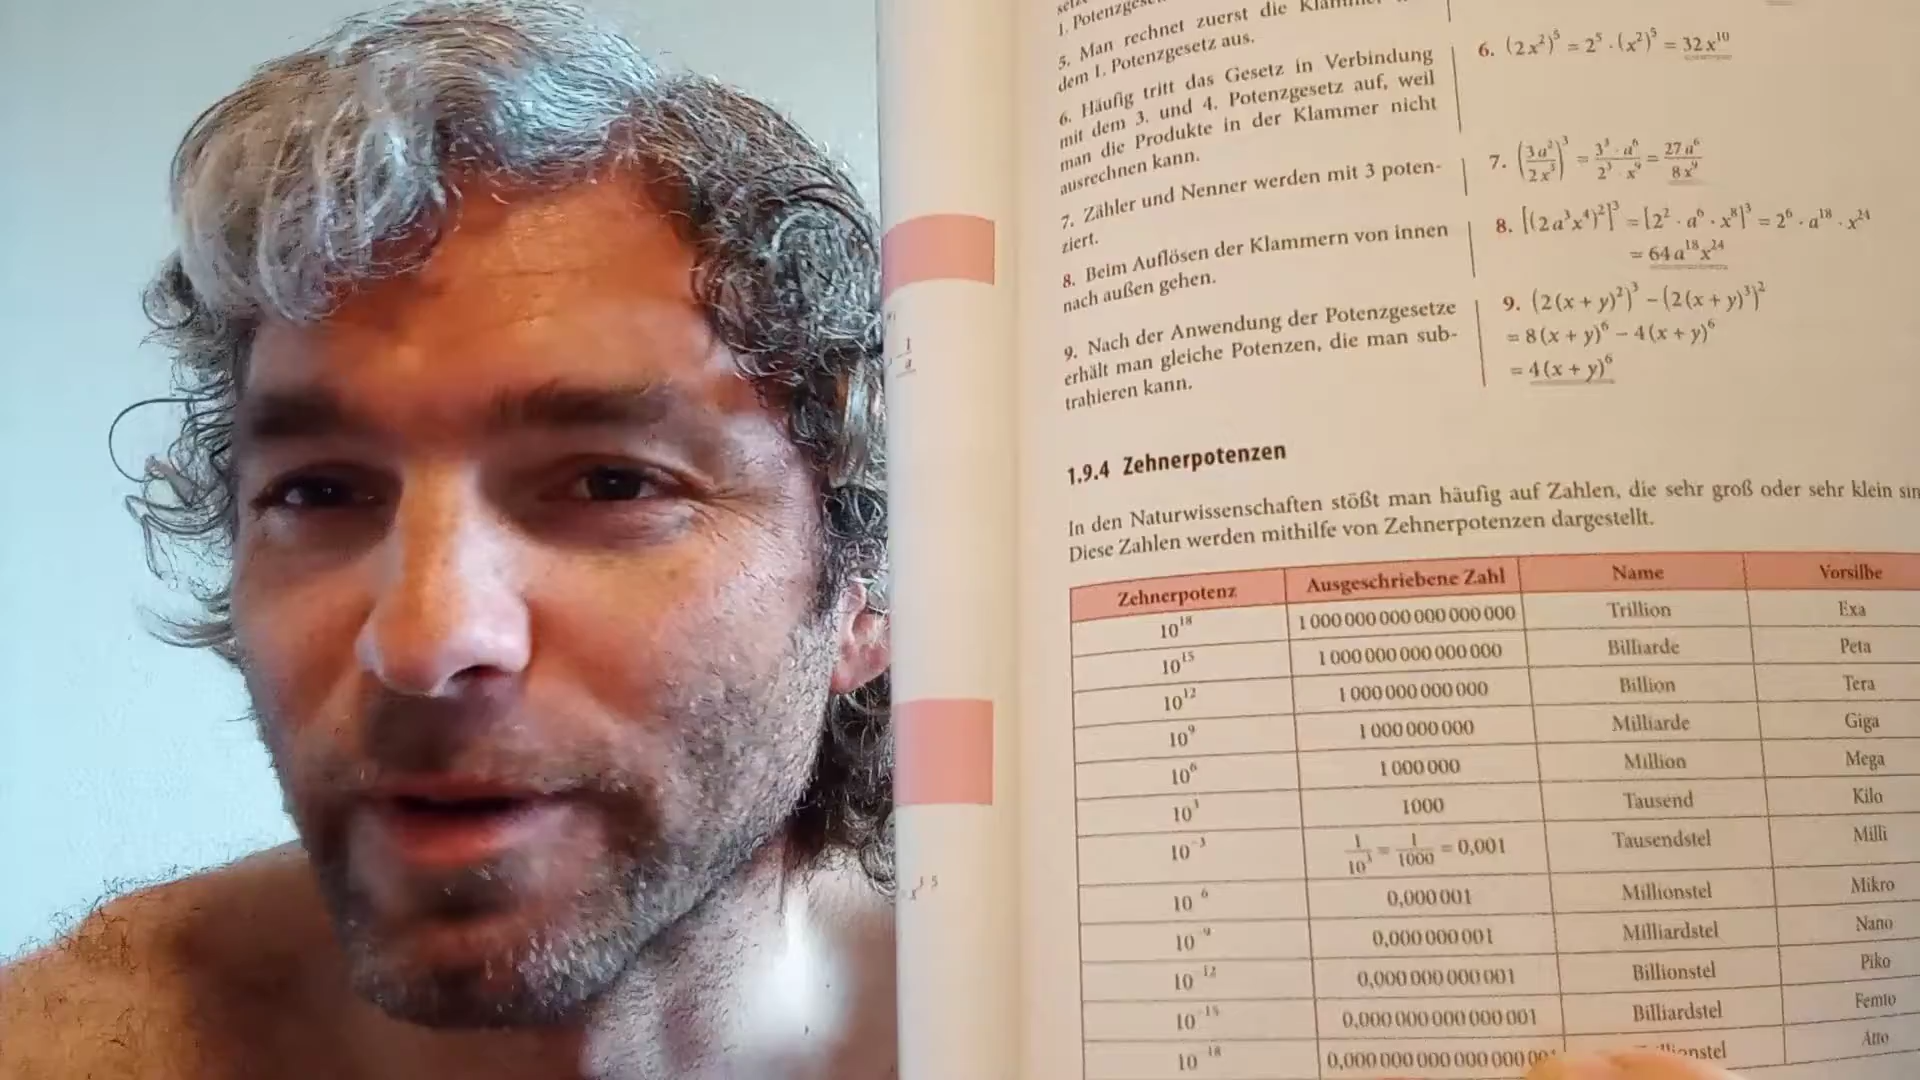 1. Potenzges
5. Man rechnet zuerst die
dem 1. Potenzgesetz aus.
6. Häufig tritt das Gesetz in Verbindung
mit dem 3. und 4. Potenzgesetz auf, weil
man die Produkte in der Klammer nicht
ausrechnen kann.
6. (2x²)⁵ = 2⁵ · (x²)⁵ = 32x¹⁰
7. Zähler und Nenner werden mit 3 poten-
ziert.
7. (3a²/2x³)³ = 3³ · a⁶/2³ · x⁹ = 27a⁶/8x⁹
8. Beim Auflösen der Klammern von innen
nach außen gehen.
8. [(2a³x⁴)²]³ = [2² · a⁶ · x⁸]³ = 2⁶ · a¹⁸ · x²⁴
= 64a¹⁸x²⁴
9. Nach der Anwendung der Potenzgesetze
erhält man gleiche Potenzen, die man sub-
trahieren kann.
9. (2(x + y)²)³ − (2(x + y)³)²
= 8(x + y)⁶ − 4(x + y)⁶
= 4(x + y)⁶
1.9.4 Zehnerpotenzen
In den Naturwissenschaften stößt man häufig auf Zahlen, die sehr groß oder sehr klein sin
Diese Zahlen werden mithilfe von Zehnerpotenzen dargestellt.
Zehnerpotenz Ausgeschriebene Zahl Name Vorsilbe
10¹⁸ 1 000 000 000 000 000 000 Trillion Exa
10¹⁵ 1 000 000 000 000 000 Billiarde Peta
10¹² 1 000 000 000 000 Billion Tera
10⁹ 1 000 000 000 Milliarde Giga
10⁶ 1 000 000 Million Mega
10³ 1000 Tausend Kilo
10⁻³ 1/10³ = 1/1000 = 0,001 Tausendstel Milli
10⁻⁶ 0,000 001 Millionstel Mikro
10⁻⁹ 0,000 000 001 Milliardstel Nano
10⁻¹² 0,000 000 000 001 Billionstel Piko
10⁻¹⁵ 0,000 000 000 000 001 Billiardstel Femto
10⁻¹⁸ 0,000 000 000 000 000 001 Atto